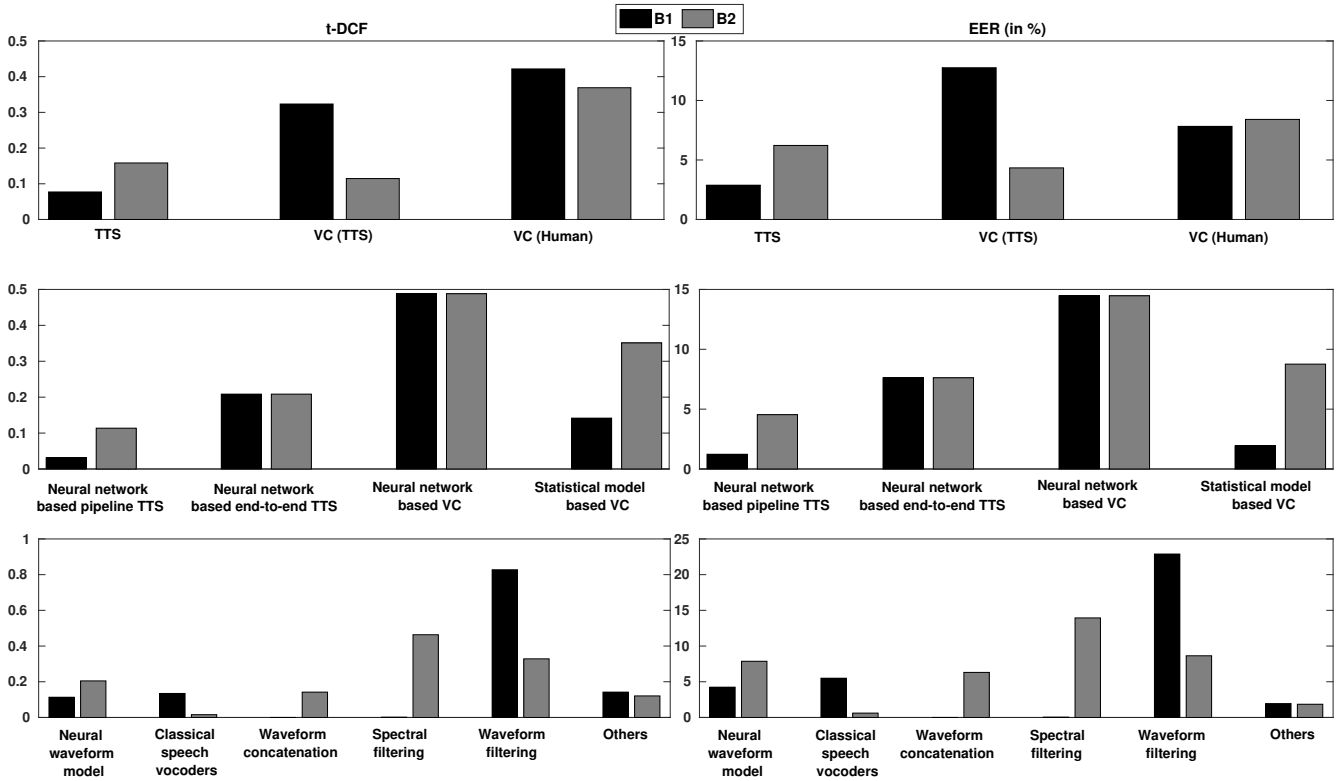 B1 B2
t-DCF
0.5
0.4
0.3
0.2
0.1
0
TTS VC (TTS) VC (Human)
EER (in %)
15
10
5
0
TTS VC (TTS) VC (Human)
0.5
0.4
0.3
0.2
0.1
0
Neural network Neural network Neural network Statistical model
based pipeline TTS based end-to-end TTS based VC based VC
15
10
5
0
Neural network Neural network Neural network Statistical model
based pipeline TTS based end-to-end TTS based VC based VC
1
0.8
0.6
0.4
0.2
0
Neural Classical Waveform Spectral Waveform Others
waveform speech concatenation filtering filtering
model vocoders
25
20
15
10
5
0
Neural Classical Waveform Spectral Waveform Others
waveform speech concatenation filtering filtering
model vocoders